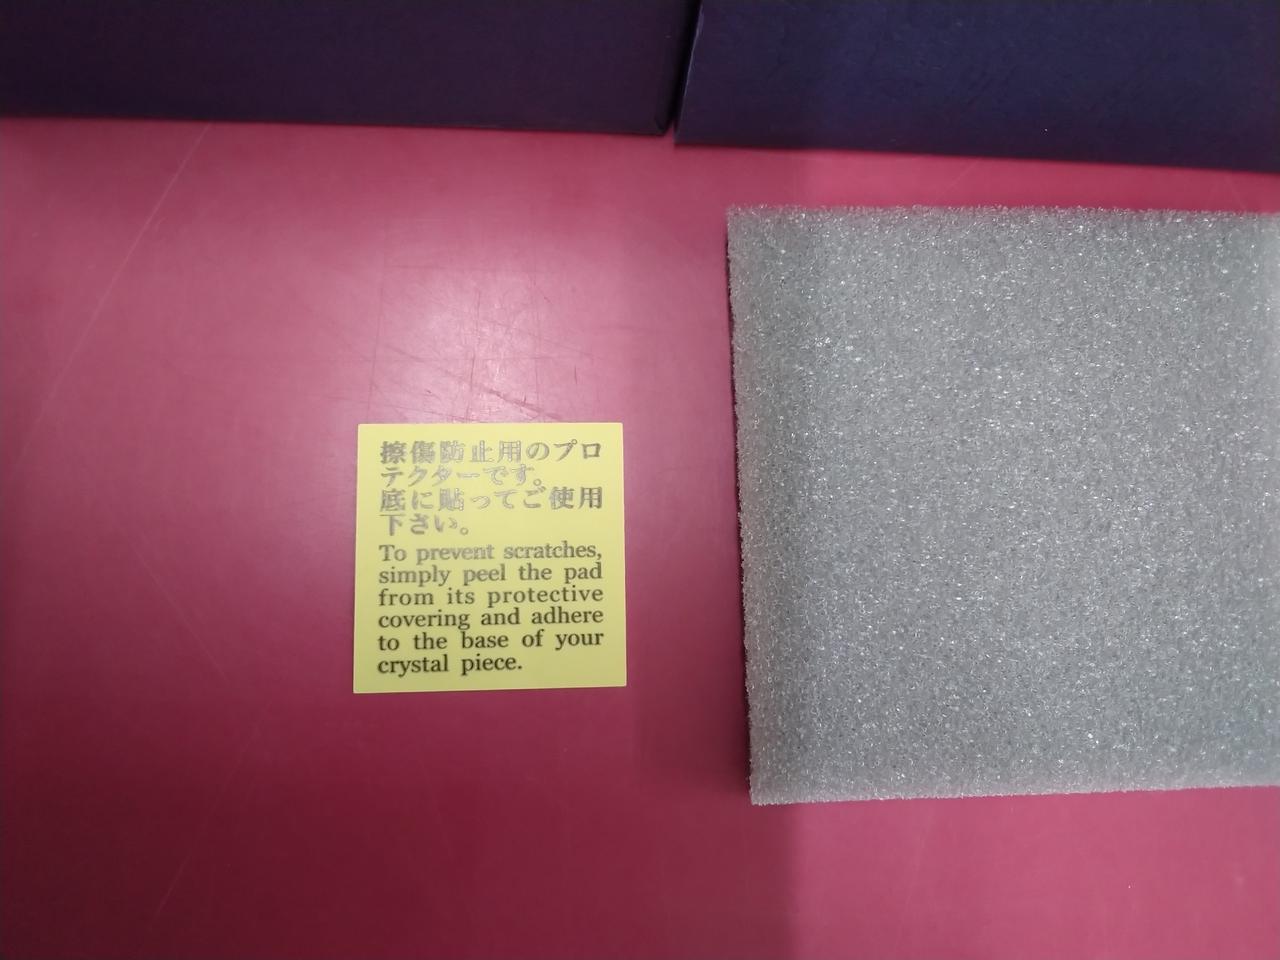 擦傷防止用のプロ
テクターです。
底に貼ってご使用
下さい。
To prevent scratches,
simply peel the pad
from its protective
covering and adhere
to the base of your
crystal piece.